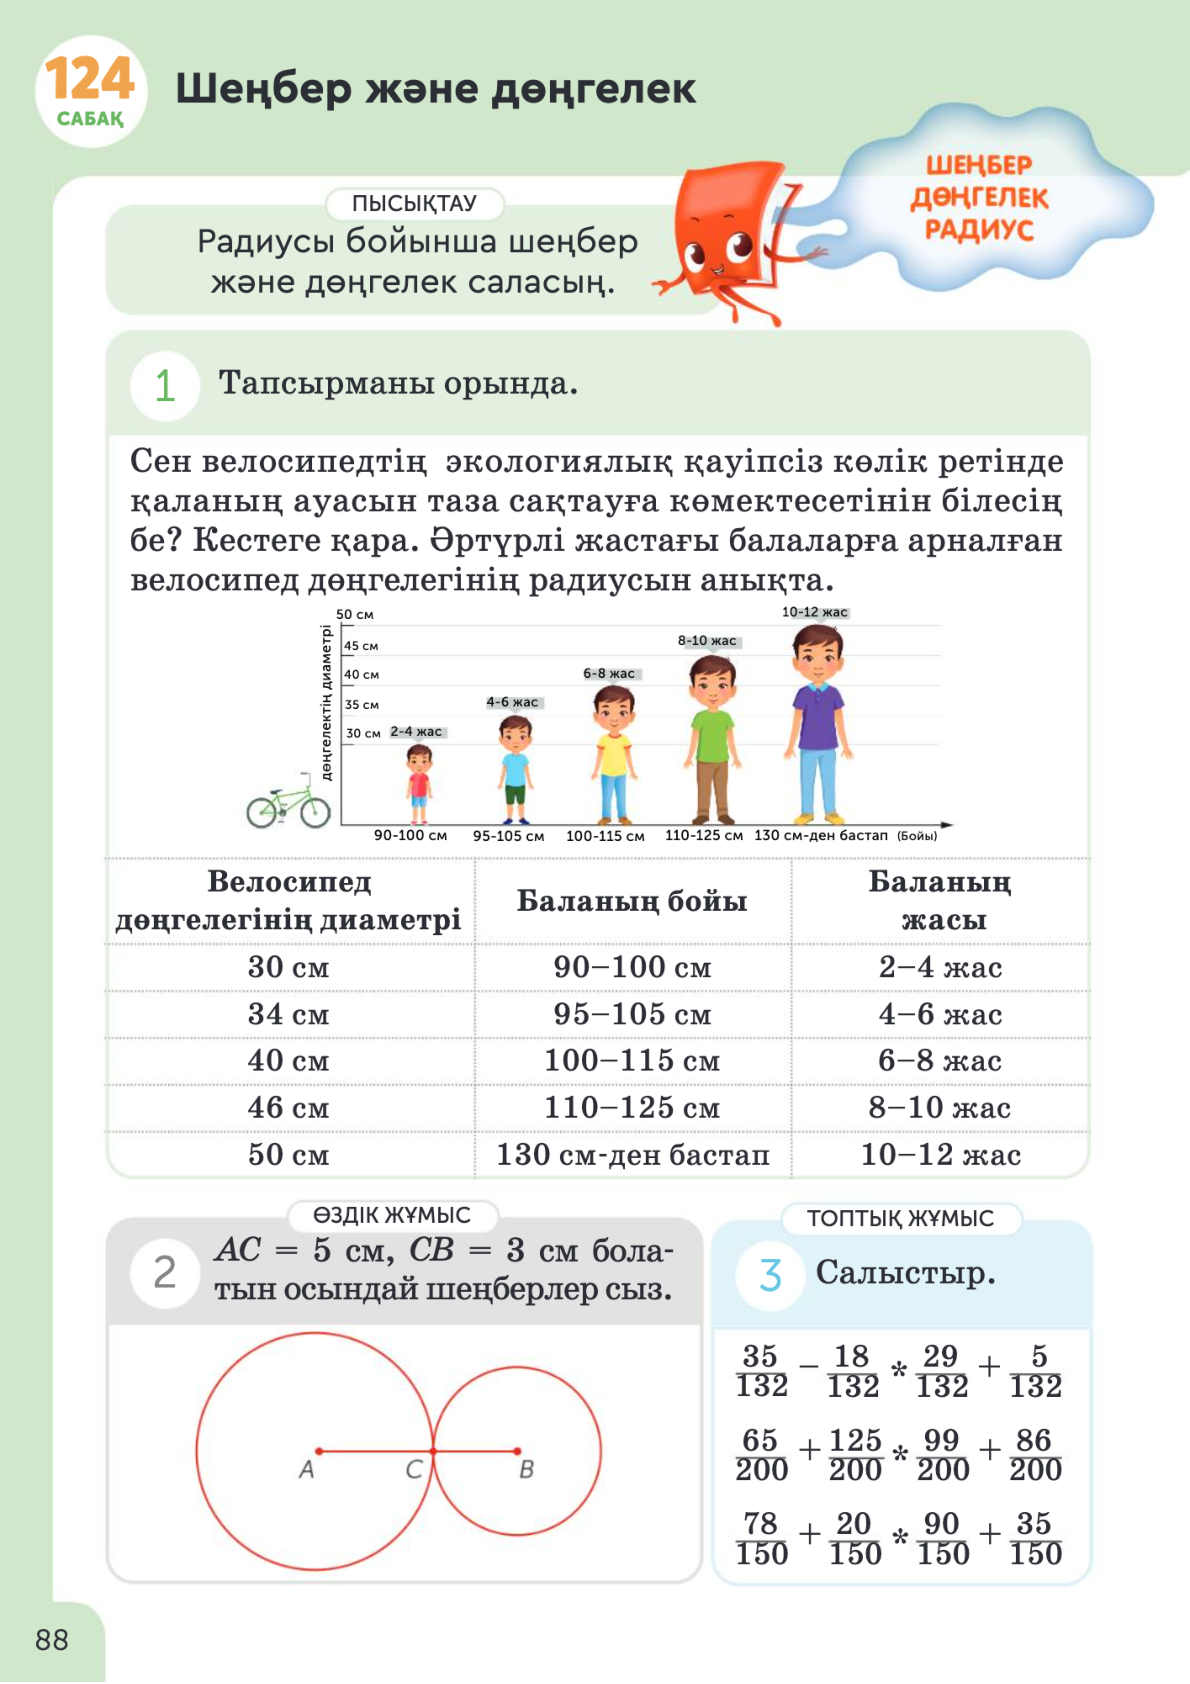 124
САБАҚ
Шеңбер және дөңгелек
ШЕҢБЕР
ДӨҢГЕЛЕК
РАДИУС
ПЫСЫҚТАУ
Радиусы бойынша шеңбер
және дөңгелек саласың.
1 Тапсырманы орында.
Сен велосипедтің экологиялық қауіпсіз көлік ретінде
қаланың ауасын таза сақтауға көмектесетінін білесің
бе? Кестеге қара. Әртүрлі жастағы балаларға арналған
велосипед дөңгелегінің радиусын анықта.
дөңгелектің диаметрі
50 см
45 см
40 см
35 см
30 см
2-4 жас
4-6 жас
6-8 жас
8-10 жас
10-12 жас
90-100 см 95-105 см 100-115 см 110-125 см 130 см-ден бастап (Бойы)
Велосипед
дөңгелегінің диаметрі
Баланың бойы
Баланың
жасы
30 см 90–100 см 2–4 жас
34 см 95–105 см 4–6 жас
40 см 100–115 см 6–8 жас
46 см 110–125 см 8–10 жас
50 см 130 см-ден бастап 10–12 жас
ӨЗДІК ЖҰМЫС
2 AC = 5 см, CB = 3 см бола-
тын осындай шеңберлер сыз.
A C B
ТОПТЫҚ ЖҰМЫС
3 Салыстыр.
35/132 − 18/132 * 29/132 + 5/132
65/200 + 125/200 * 99/200 + 86/200
78/150 + 20/150 * 90/150 + 35/150
88